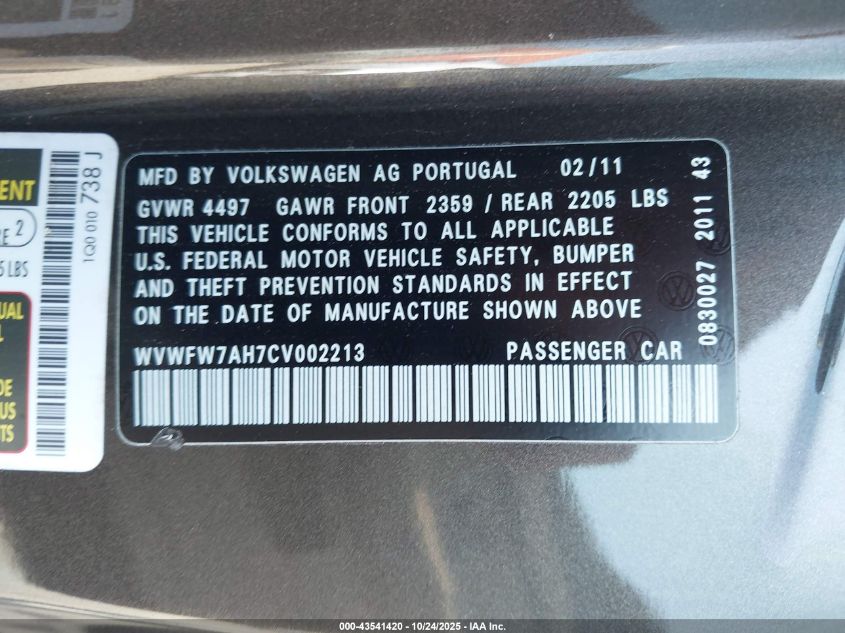 MFD BY VOLKSWAGEN AG PORTUGAL 02/11
GVWR 4497 GAWR FRONT 2359 / REAR 2205 LBS
THIS VEHICLE CONFORMS TO ALL APPLICABLE
U.S. FEDERAL MOTOR VEHICLE SAFETY, BUMPER
AND THEFT PREVENTION STANDARDS IN EFFECT
ON THE DATE OF MANUFACTURE SHOWN ABOVE
WVWFW7AH7CV002213 PASSENGER CAR
0830027 2011 43
1Q0 010 738 J
2
LBS
000-43541420 • 10/24/2025 • IAA Inc.